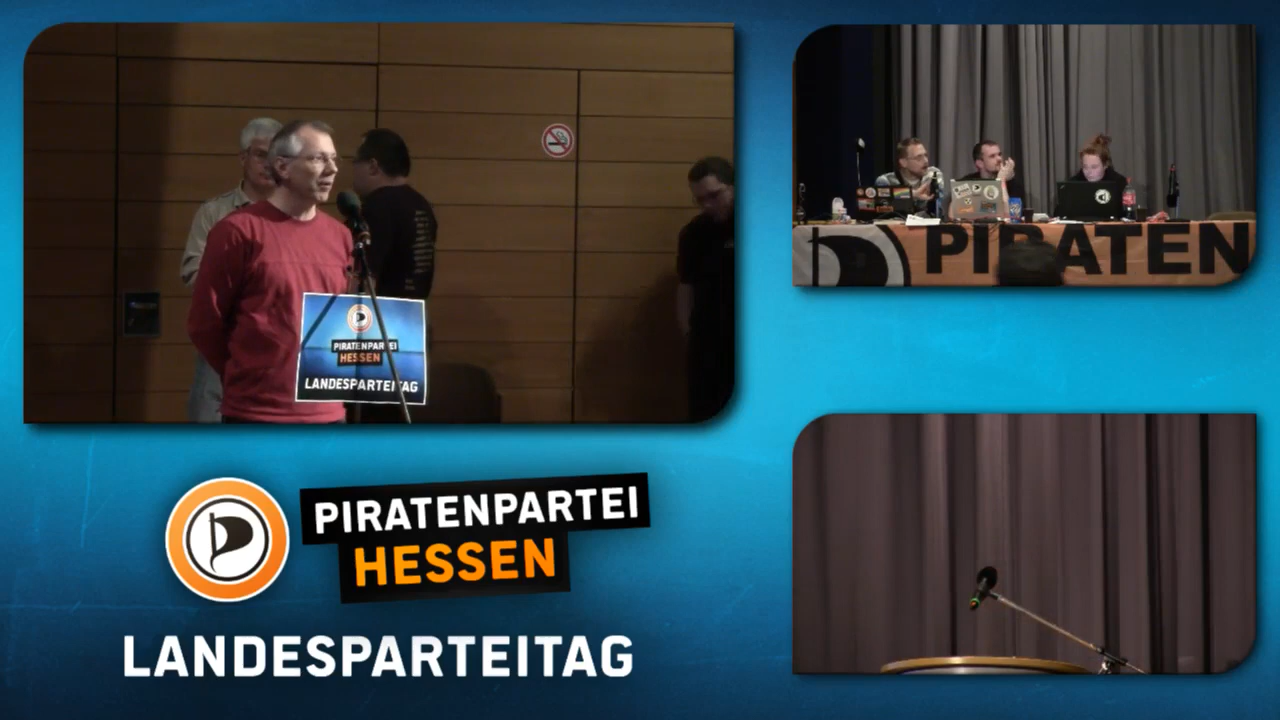 PIRATENPARTEI
HESSEN
LANDESPARTEITAG
PIRATEN
PIRATENPARTEI
HESSEN
LANDESPARTEITAG